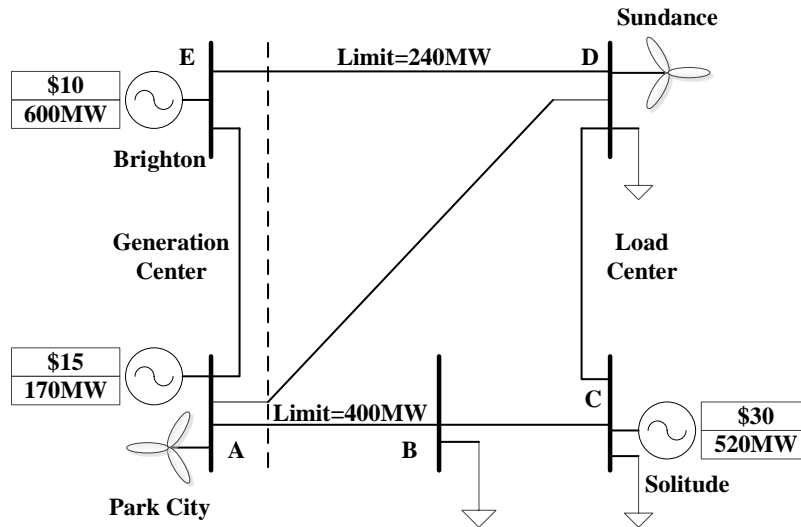 Sundance
E
Limit=240MW
D
$10
600MW
Brighton
Generation
Center
Load
Center
$15
170MW
Limit=400MW
C
$30
520MW
A
B
Park City
Solitude